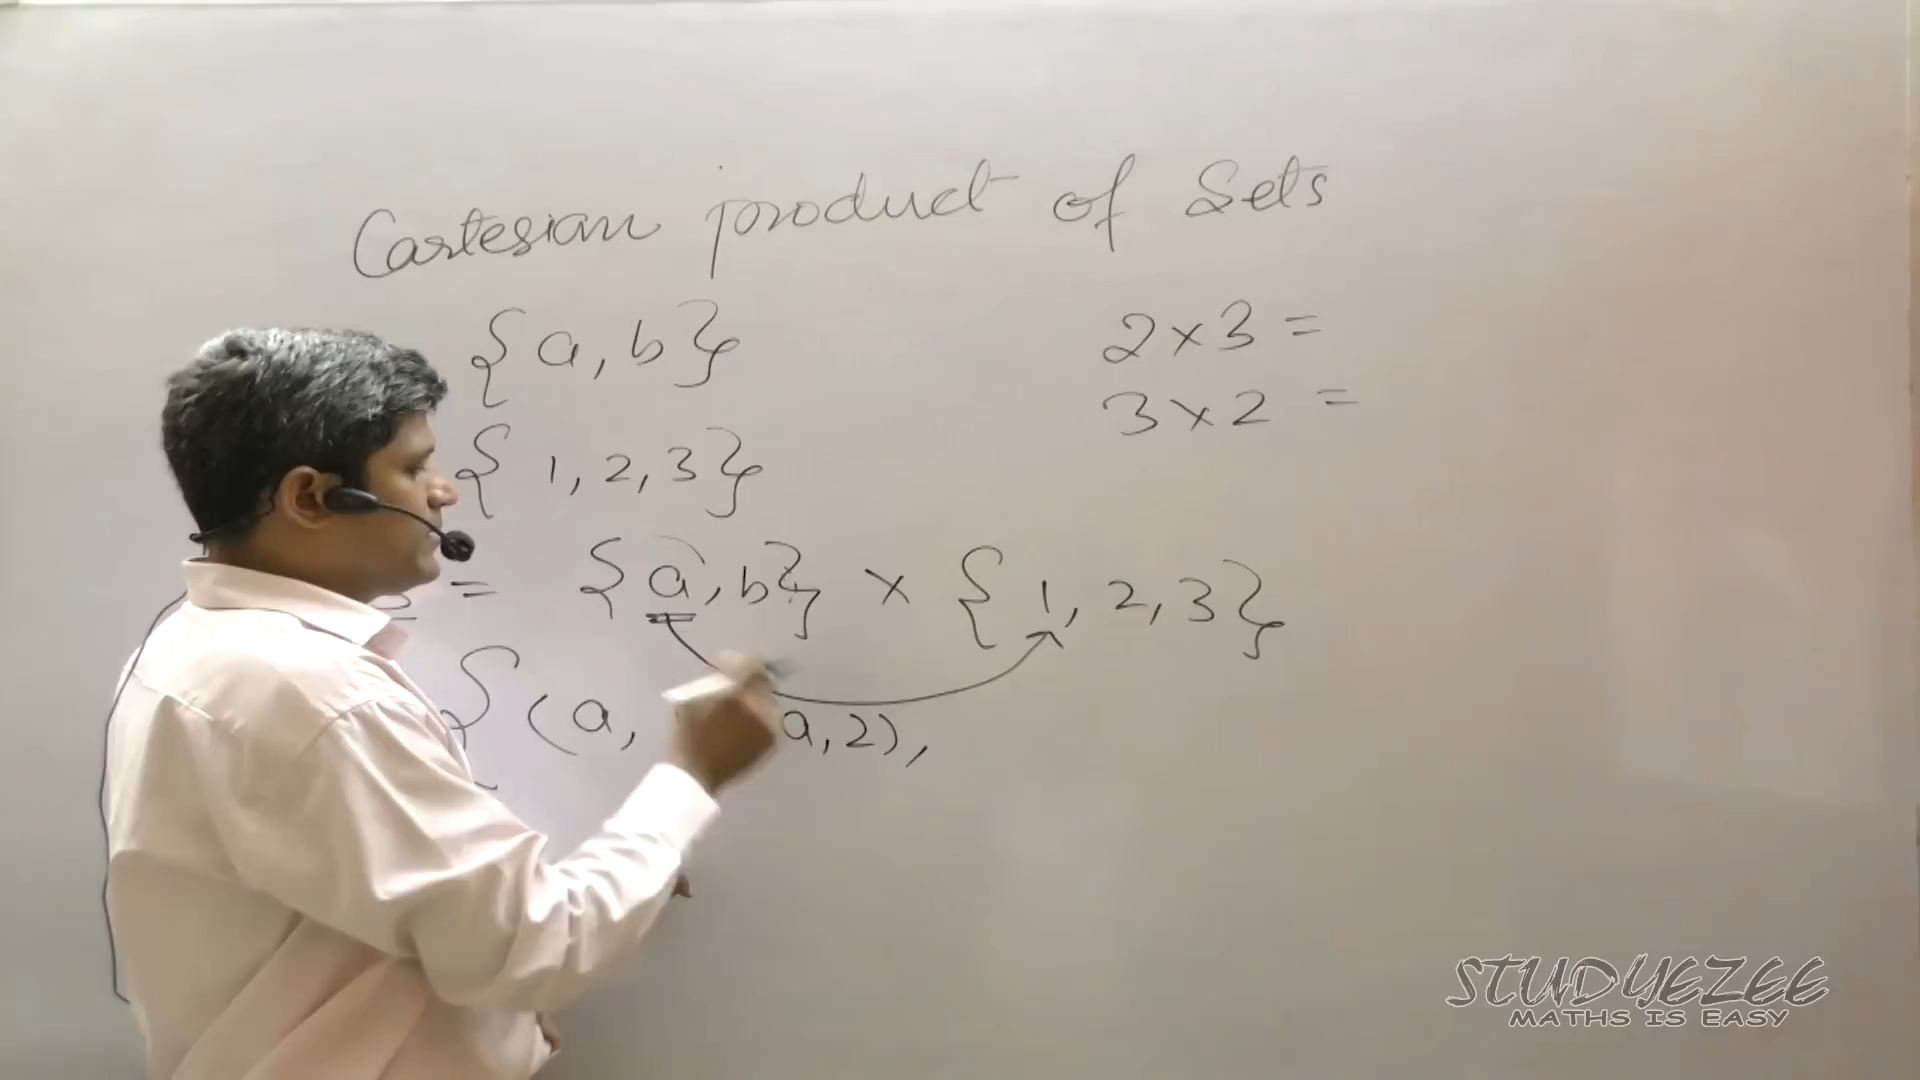 Cartesian product of Sets
{a, b}
2 x 3 =
3 x 2 =
{1, 2, 3}
= {a, b} x {1, 2, 3}
{(a, a, 2),
STUDYEZEE
MATHS IS EASY